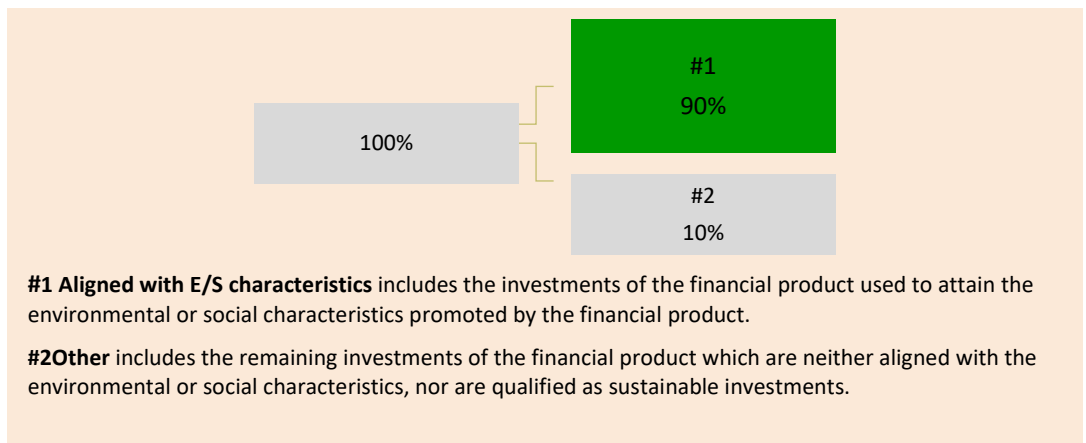 #1
90%
100%
#2
10%
#1 Aligned with E/S characteristics includes the investments of the financial product used to attain the
environmental or social characteristics promoted by the financial product.
#2Other includes the remaining investments of the financial product which are neither aligned with the
environmental or social characteristics, nor are qualified as sustainable investments.